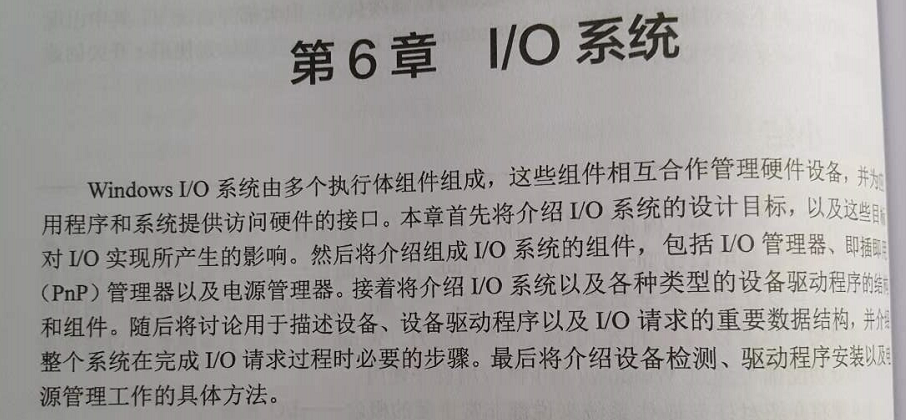 第6章 I/O 系统
Windows I/O 系统由多个执行体组件组成，这些组件相互合作管理硬件设备，并为
用程序和系统提供访问硬件的接口。本章首先将介绍 I/O 系统的设计目标，以及这些目标
对 I/O 实现所产生的影响。然后将介绍组成 I/O 系统的组件，包括 I/O 管理器、即插即用
（PnP）管理器以及电源管理器。接着将介绍 I/O 系统以及各种类型的设备驱动程序的结构
和组件。随后将讨论用于描述设备、设备驱动程序以及 I/O 请求的重要数据结构，并介绍
整个系统在完成 I/O 请求过程时必要的步骤。最后将介绍设备检测、驱动程序安装以及电
源管理工作的具体方法。